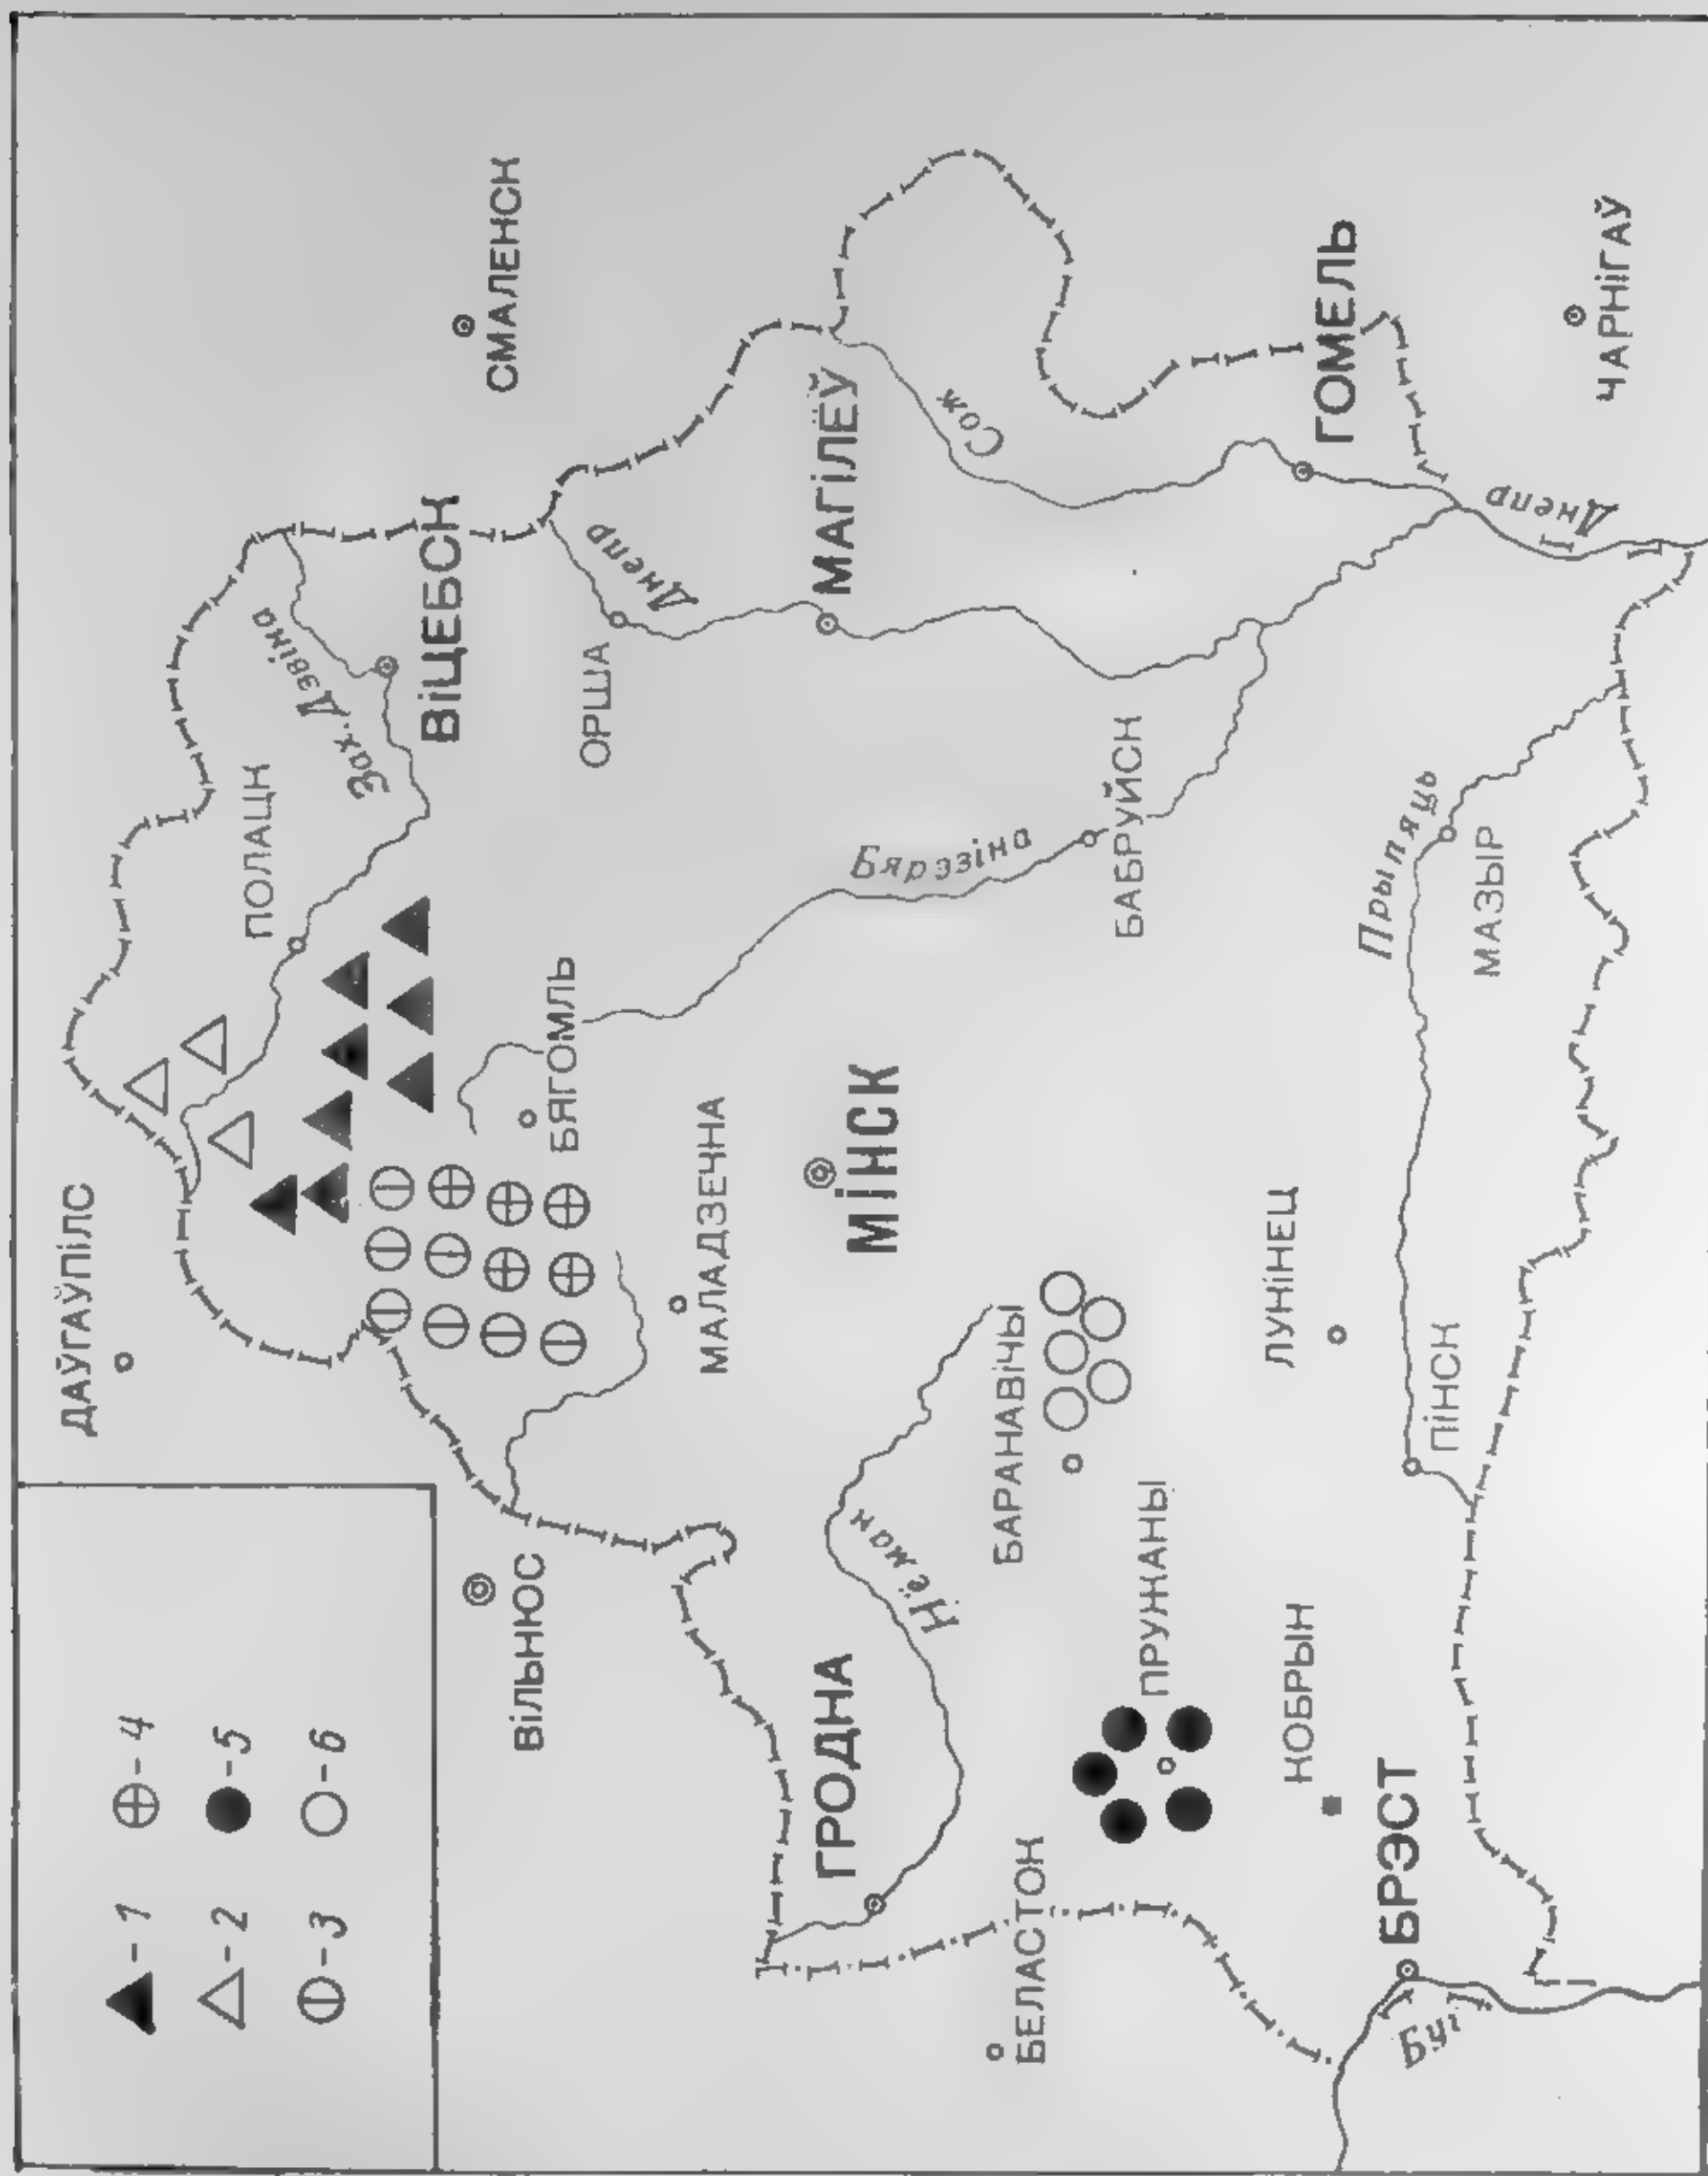 ▲-1
⊕-4
△-2
●-5
⦶-3
○-6
ДАЎГАЎПІЛС
ПОЛАЦК
Зах. Дзвіна
ВІЦЕБСК
СМАЛЕНСК
ВІЛЬНЮС
БЯГОМЛЬ
ОРША
Днепр
МАЛАДЗЕЧНА
МІНСК
МАГІЛЁЎ
ГРОДНА
Нёман
Бярэзіна
Сож
БЕЛАСТОК
БАРАНАВІЧЫ
ПРУЖАНЫ
БАБРУЙСК
КОБРЫН
ЛУНІНЕЦ
ГОМЕЛЬ
БРЭСТ
Буг
ПІНСК
Прыпяць
МАЗЫР
Днепр
ЧАРНІГАЎ